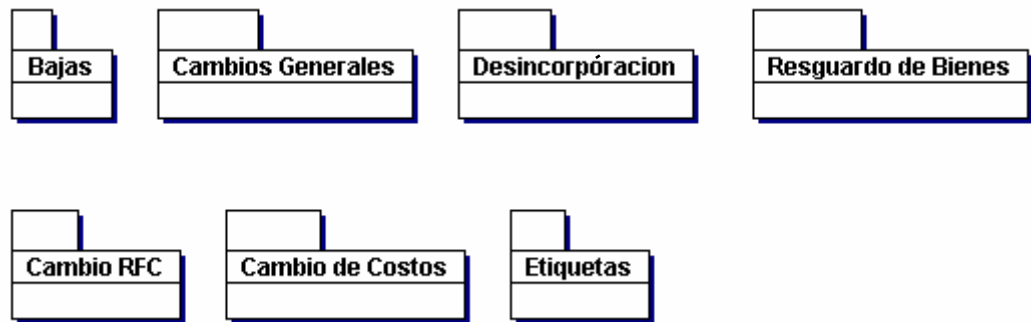 Bajas
Cambios Generales
Desincorpóracion
Resguardo de Bienes
Cambio RFC
Cambio de Costos
Etiquetas